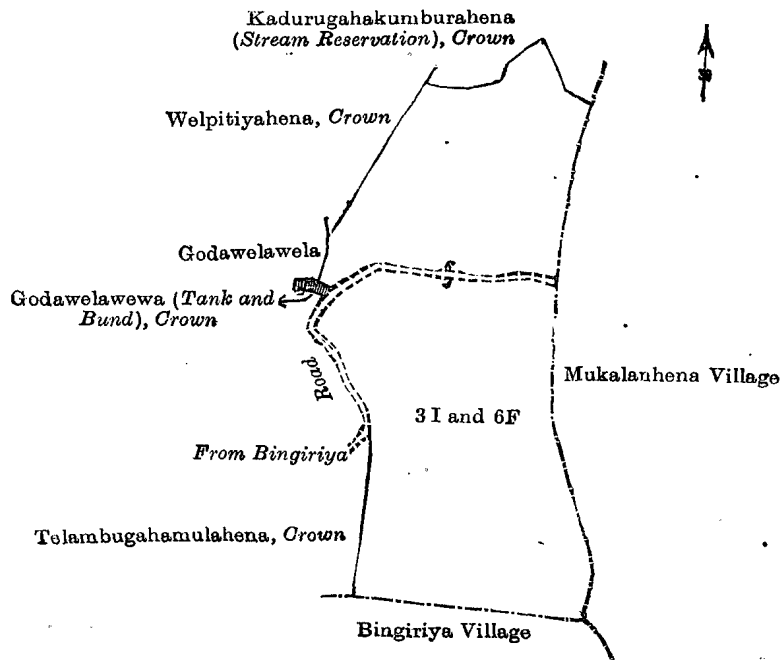 Kadurugahakumburahena
(Stream Reservation), Crown
Welpitiyahena, Crown
Godawelawela
Godawelawewa (Tank and
Bund), Crown
Road
Mukalanhena Village
3 I and 6F
From Bingiriya
Telambugahamulahena, Crown
Bingiriya Village